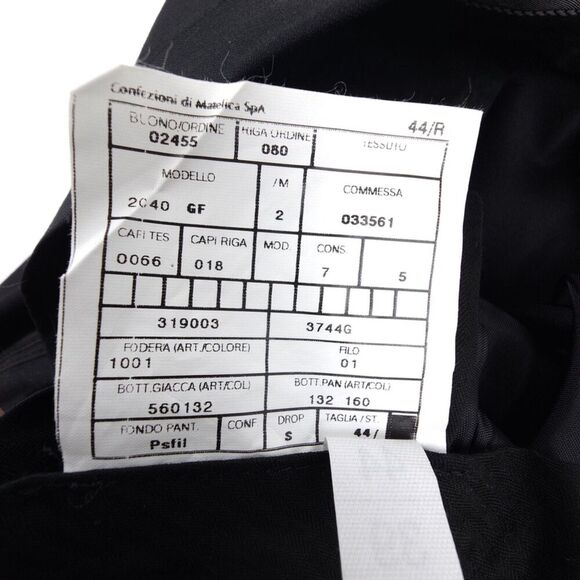 Confezioni di Matelica SpA
44/R
BUONO/ORDINE RIGA ORDINE TESSUTO
02455 080
MODELLO /M COMMESSA
2040 GF 2 033561
CAPI TES CAPI RIGA MOD. CONS.
0066 018 7 5
319003 3744G
FODERA (ART./COLORE) FILO
1001 01
BOTT.GIACCA (ART/COL) BOTT.PAN (ART/COL)
560132 132 160
FONDO PANT. CONF DROP TAGLIA / ST.
Psfil S 44/